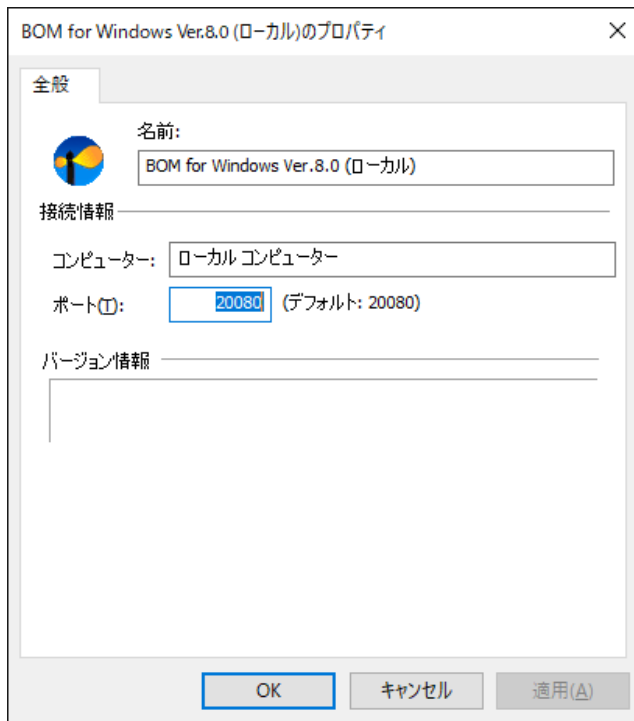 BOM for Windows Ver.8.0 (ローカル)のプロパティ
全般
名前:
BOM for Windows Ver.8.0 (ローカル)
接続情報
コンピューター: ローカル コンピューター
ポート(T): 20080 (デフォルト: 20080)
バージョン情報
OK キャンセル 適用(A)